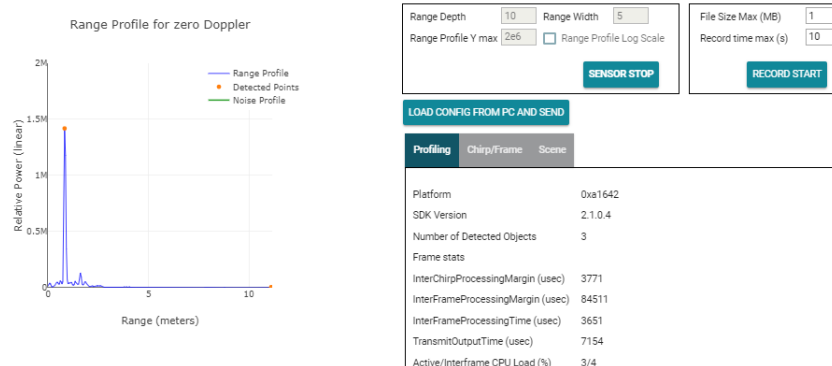 Range Profile for zero Doppler
2M
1.5M
1M
0.5M
0
0
5
10
Relative Power (linear)
Range (meters)
Range Profile
Detected Points
Noise Profile
Range Depth 10 Range Width 5
Range Profile Y max 2e6 Range Profile Log Scale
SENSOR STOP
File Size Max (MB) 1
Record time max (s) 10
RECORD START
LOAD CONFIG FROM PC AND SEND
Profiling Chirp/Frame Scene
Platform 0xa1642
SDK Version 2.1.0.4
Number of Detected Objects 3
Frame stats
InterChirpProcessingMargin (usec) 3771
InterFrameProcessingMargin (usec) 84511
InterFrameProcessingTime (usec) 3651
TransmitOutputTime (usec) 7154
Active/Interframe CPU Load (%) 3/4